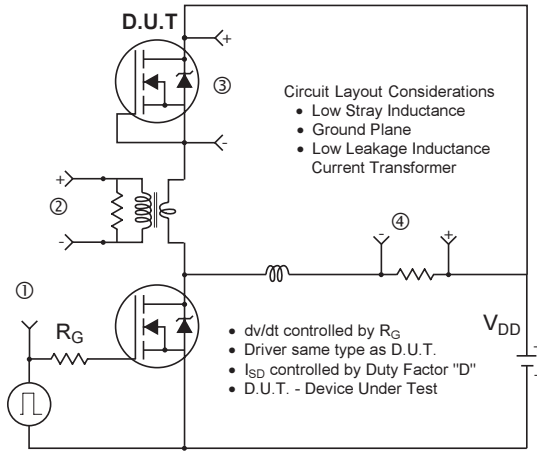 D.U.T
+
③
-
Circuit Layout Considerations
• Low Stray Inductance
• Ground Plane
• Low Leakage Inductance
Current Transformer
+
②
-
④
- +
①
RG
VDD
+
-
• dv/dt controlled by RG
• Driver same type as D.U.T.
• ISD controlled by Duty Factor "D"
• D.U.T. - Device Under Test